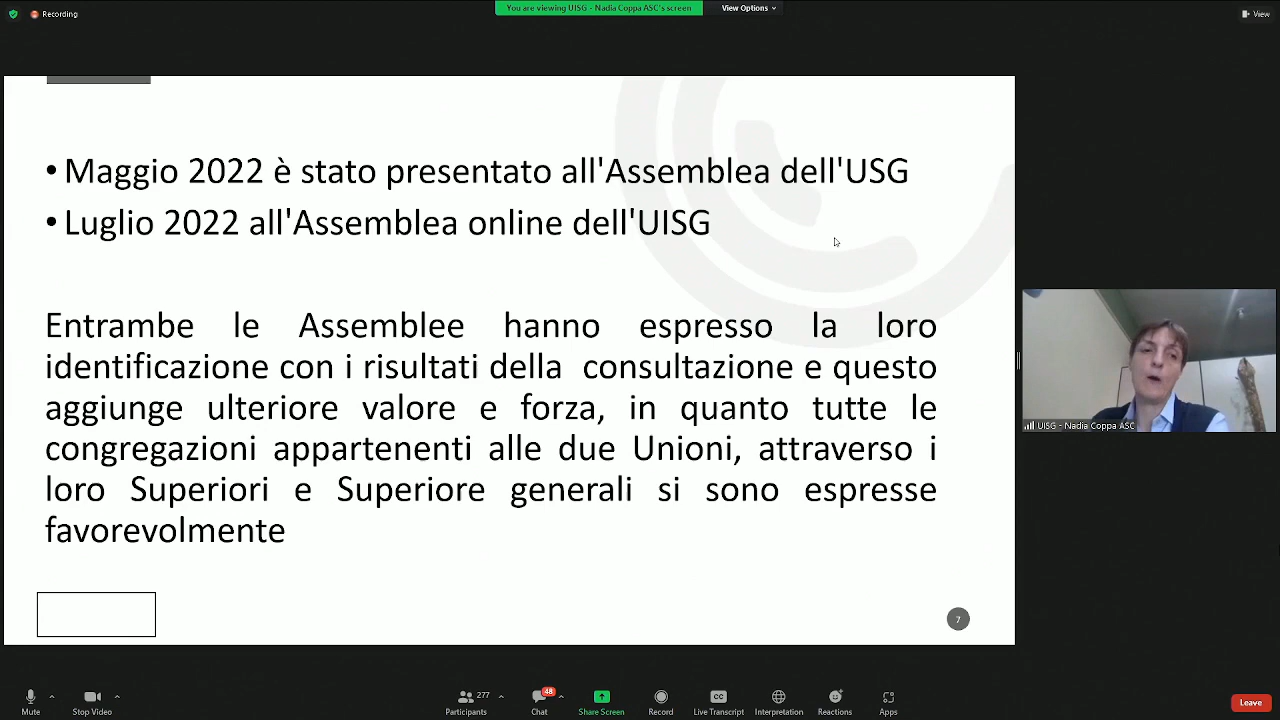 Recording
You are viewing UISG - Nadia Coppa ASC's screen
View Options
View
• Maggio 2022 è stato presentato all'Assemblea dell'USG
• Luglio 2022 all'Assemblea online dell'UISG
Entrambe le Assemblee hanno espresso la loro
identificazione con i risultati della consultazione e questo
aggiunge ulteriore valore e forza, in quanto tutte le
congregazioni appartenenti alle due Unioni, attraverso i
loro Superiori e Superiore generali si sono espresse
favorevolmente
7
UISG - Nadia Coppa ASC
Mute
Stop Video
277
Participants
48
Chat
Share Screen
Record
CC
Live Transcript
Interpretation
Reactions
Apps
Leave